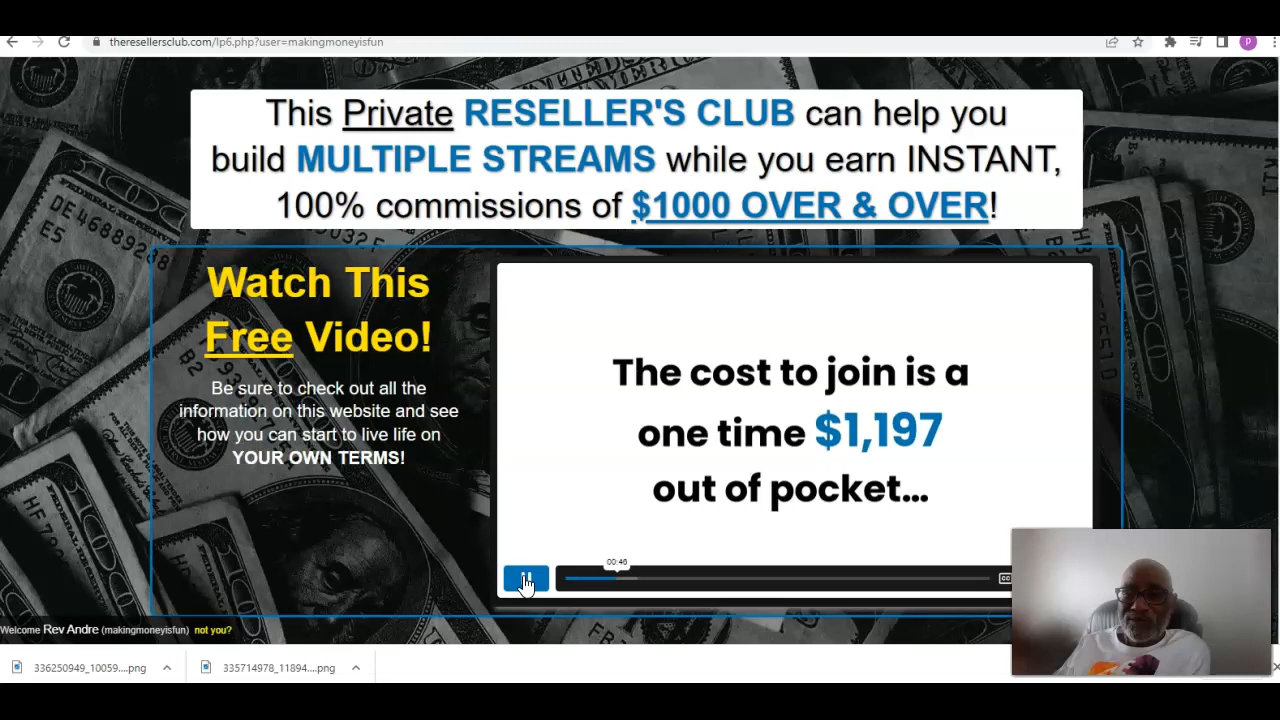 theresellersclub.com/lp6.php?user=makingmoneyisfun
This Private RESELLER'S CLUB can help you
build MULTIPLE STREAMS while you earn INSTANT,
100% commissions of $1000 OVER & OVER!
Watch This
Free Video!
Be sure to check out all the
information on this website and see
how you can start to live life on
YOUR OWN TERMS!
The cost to join is a
one time $1,197
out of pocket...
00:46
CC
Welcome Rev Andre (makingmoneyisfun) not you?
336250949_10059....png
335714978_11894....png